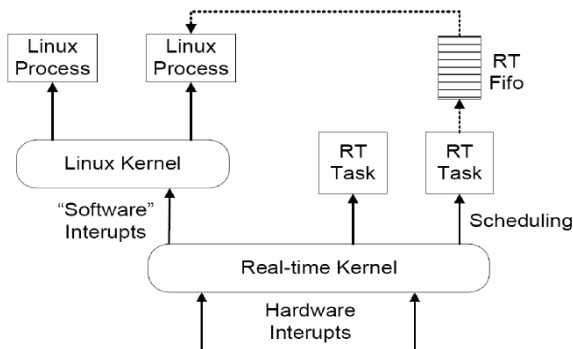 Linux
Process
Linux
Process
RT
Fifo
Linux Kernel
RT
Task
RT
Task
“Software”
Interupts
Scheduling
Real-time Kernel
Hardware
Interupts